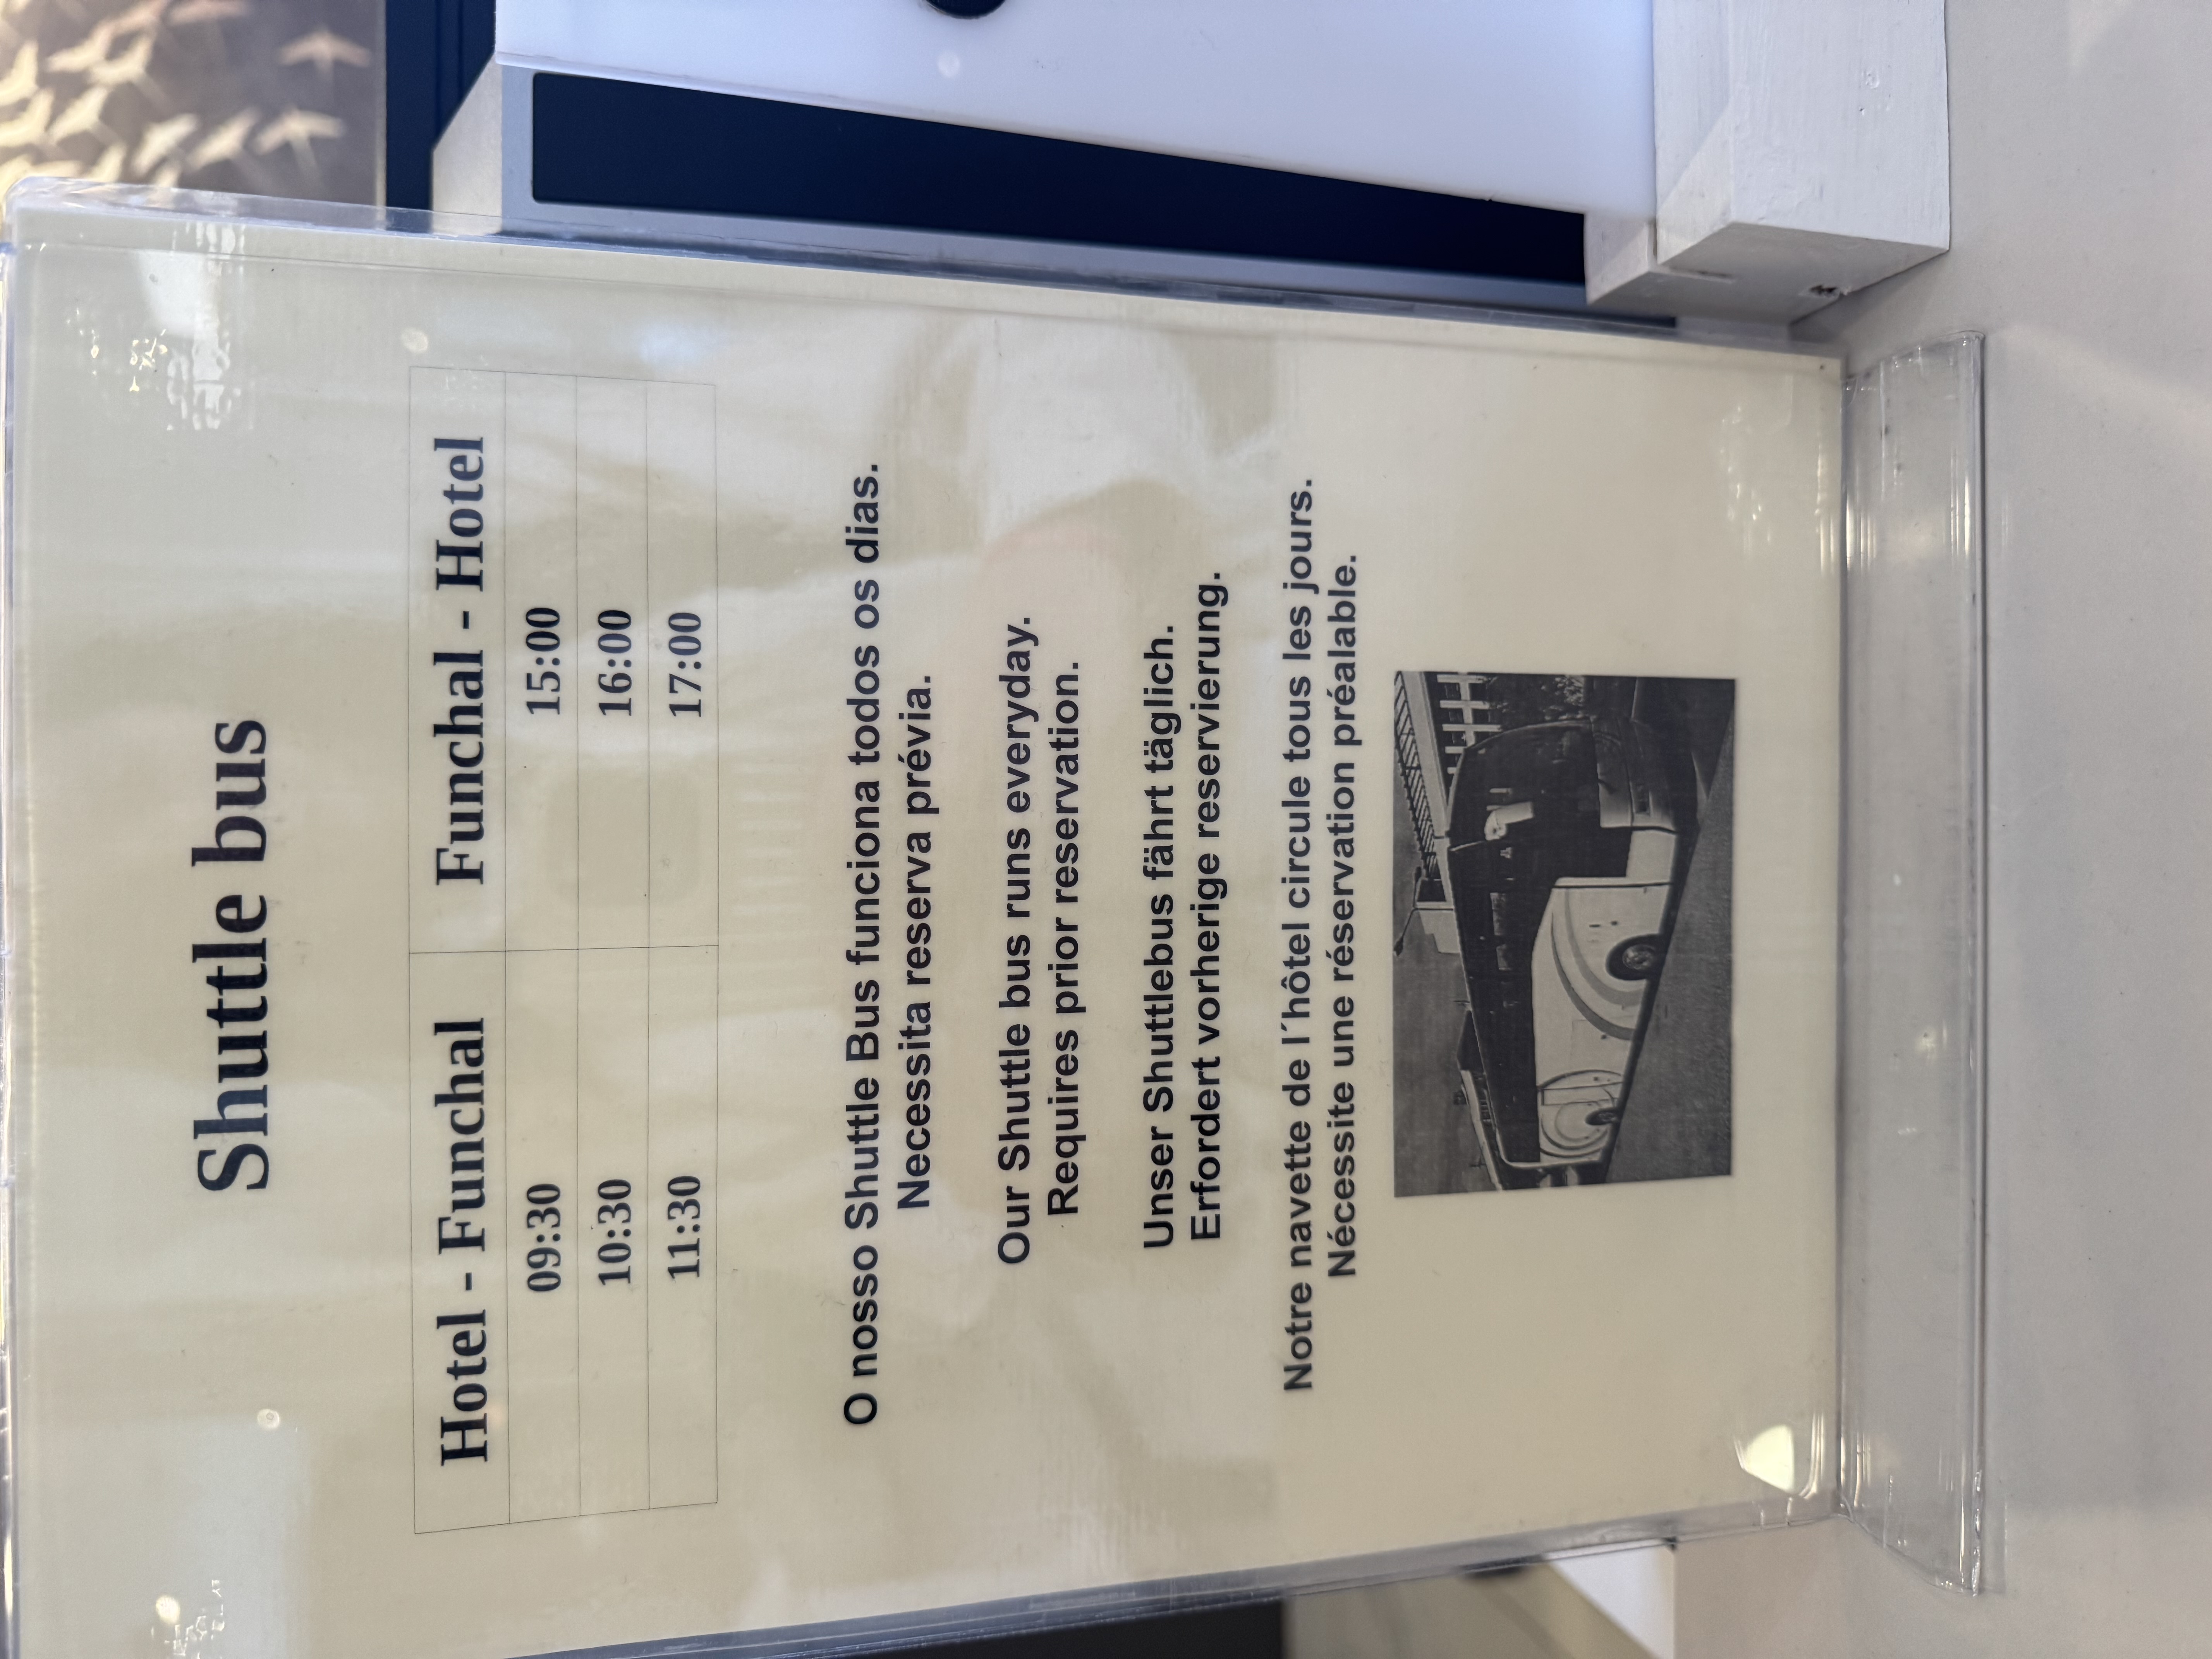 Shuttle bus
Hotel - Funchal Funchal - Hotel
09:30 15:00
10:30 16:00
11:30 17:00
O nosso Shuttle Bus funciona todos os dias.
Necessita reserva prévia.
Our Shuttle bus runs everyday.
Requires prior reservation.
Unser Shuttlebus fährt täglich.
Erfordert vorherige reservierung.
Notre navette de l´hôtel circule tous les jours.
Nécessite une réservation préalable.